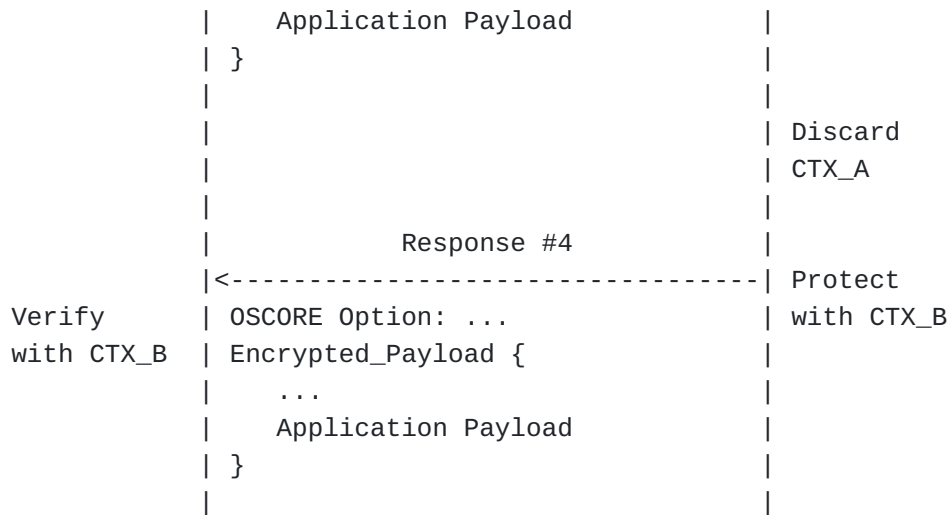 |    Application Payload             |
| }                                  |
|                                    |
|                                    | Discard
|                                    | CTX_A
|                                    |
|            Response #4             |
|<-----------------------------------| Protect
Verify | OSCORE Option: ... | with CTX_B
with CTX_B | Encrypted_Payload { |
|    ...                             |
|    Application Payload             |
| }                                  |
|                                    |